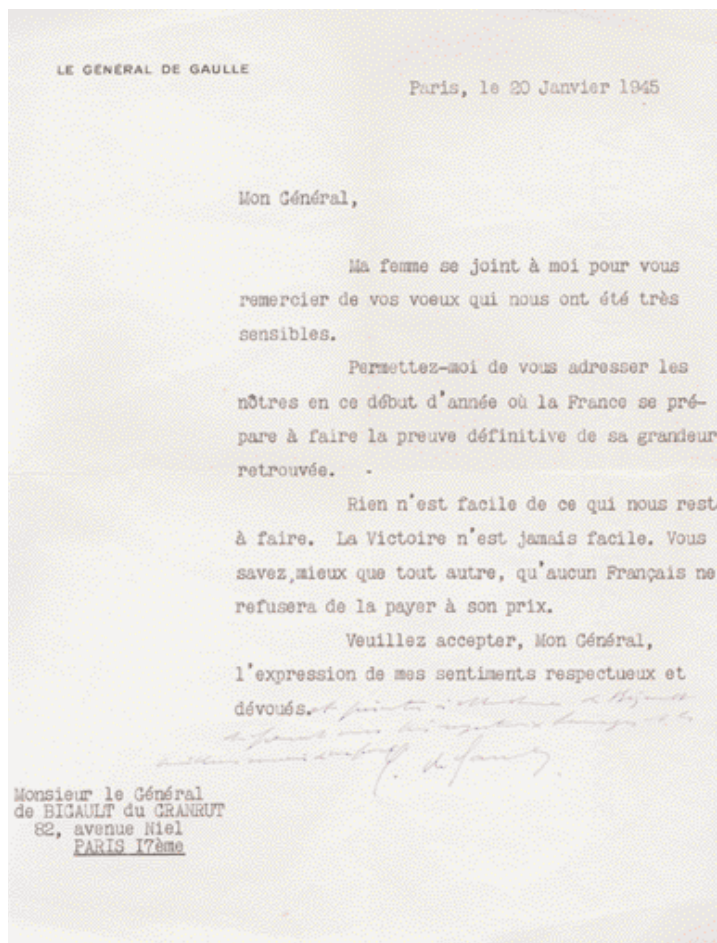 LE GÉNÉRAL DE GAULLE
Paris, le 20 Janvier 1945
Mon Général,
Ma femme se joint à moi pour vous
remercier de vos voeux qui nous ont été très
sensibles.
Permettez-moi de vous adresser les
nôtres en ce début d'année où la France se pré-
pare à faire la preuve définitive de sa grandeur
retrouvée.
Rien n'est facile de ce qui nous rest
à faire. La Victoire n'est jamais facile. Vous
savez,mieux que tout autre, qu'aucun Français ne
refusera de la payer à son prix.
Veuillez accepter, Mon Général,
l'expression de mes sentiments respectueux et
dévoués.
de Gaulle
Monsieur le Général
de BIGAULT du GRANRUT
82, avenue Niel
PARIS I7ème